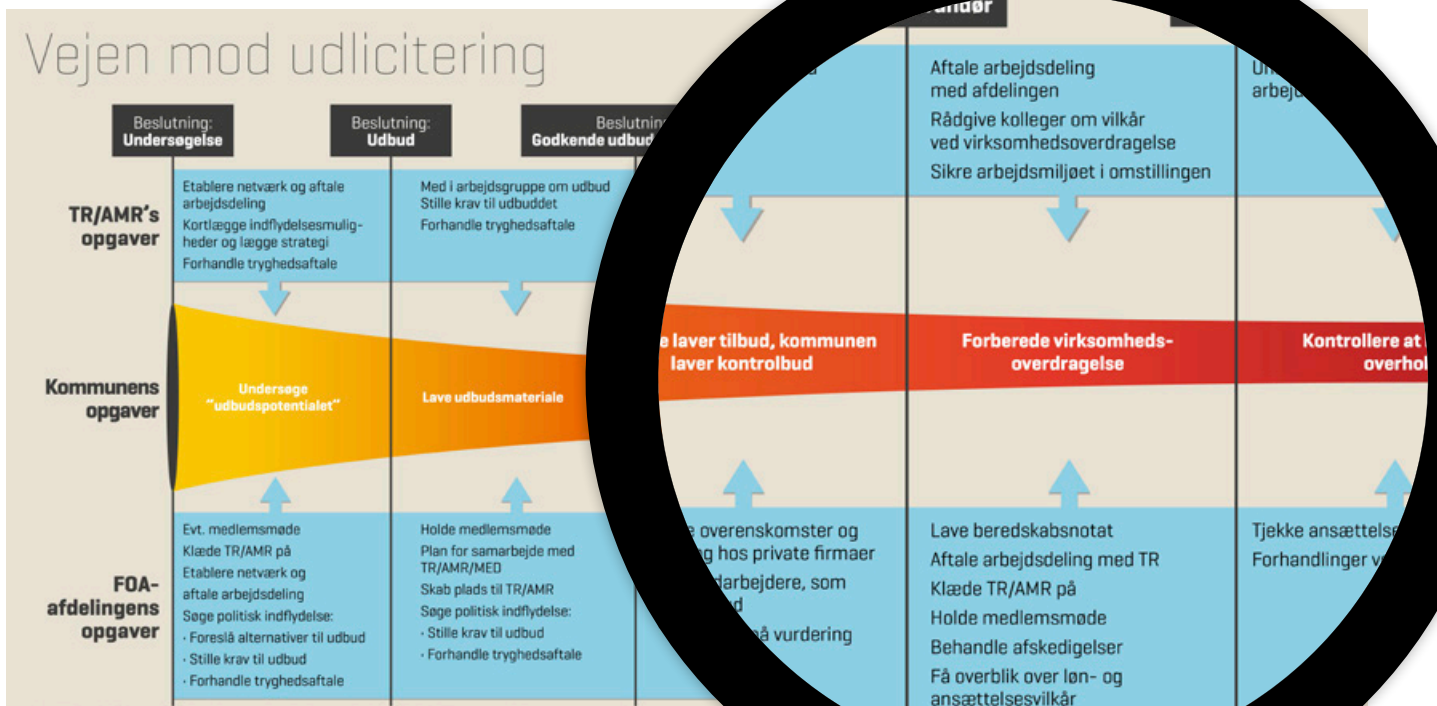 Vejen mod udlicitering
Beslutning:
Undersøgelse
Beslutning:
Udbud
Godkende
TR/AMR's
opgaver
Etablere netværk og aftale
arbejdsdeling
Kortlægge indflydelsesmulig-
heder og lægge strategi
Forhandle tryghedsaftale
Med i arbejdsgruppe om udbud
Stille krav til udbuddet
Forhandle tryghedsaftale
Aftale arbejdsdeling
med afdelingen
Rådgive kolleger om vilkår
ved virksomhedsoverdragelse
Sikre arbejdsmiljøet i omstillingen
Kommunens
opgaver
Undersøge
"udbudspotentialet"
Lave udbudsmateriale
laver tilbud, kommunen
laver kontrolbud
Forberede virksomheds-
overdragelse
Kontrollere at
FOA-
afdelingens
opgaver
Evt. medlemsmøde
Klæde TR/AMR på
Etablere netværk og
aftale arbejdsdeling
Søge politisk indflydelse:
· Foreslå alternativer til udbud
· Stille krav til udbud
· Forhandle tryghedsaftale
Holde medlemsmøde
Plan for samarbejde med
TR/AMR/MED
Skab plads til TR/AMR
Søge politisk indflydelse:
· Stille krav til udbud
· Forhandle tryghedsaftale
overenskomster og
hos private firmaer
som
vurdering
Lave beredskabsnotat
Aftale arbejdsdeling med TR
Klæde TR/AMR på
Holde medlemsmøde
Behandle afskedigelser
Få overblik over løn- og
ansættelsesvilkår
Tjekke
Forhandlinger